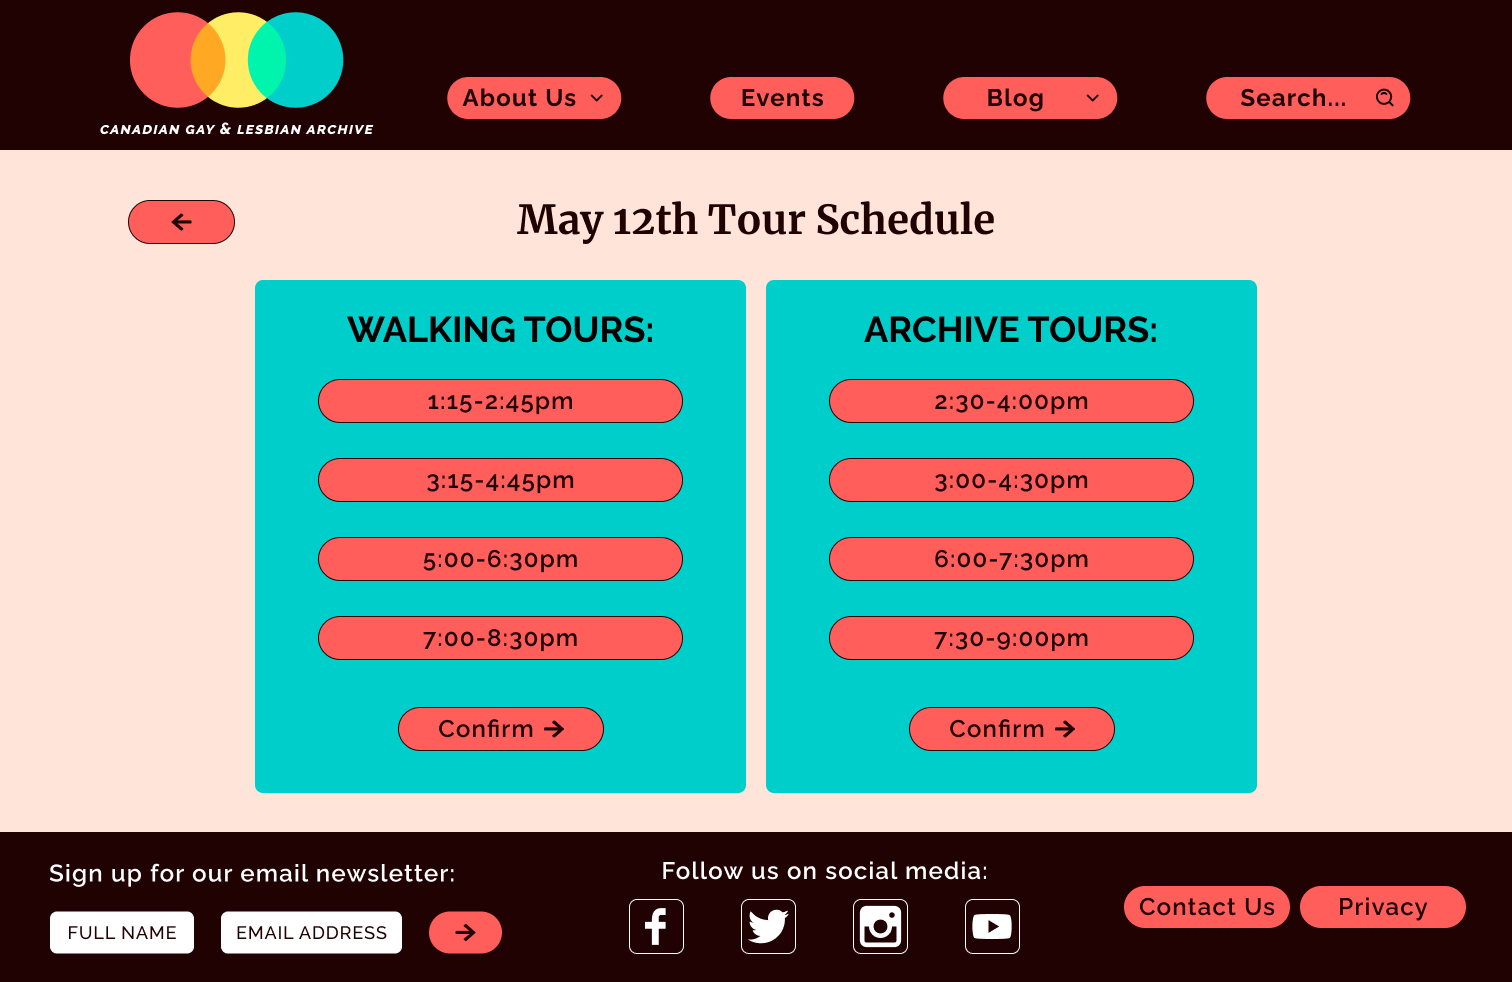 CANADIAN GAY & LESBIAN ARCHIVE
About Us
Events
Blog
Search...
May 12th Tour Schedule
WALKING TOURS:
1:15-2:45pm
3:15-4:45pm
5:00-6:30pm
7:00-8:30pm
Confirm
ARCHIVE TOURS:
2:30-4:00pm
3:00-4:30pm
6:00-7:30pm
7:30-9:00pm
Confirm
Sign up for our email newsletter:
FULL NAME
EMAIL ADDRESS
Follow us on social media:
Contact Us
Privacy